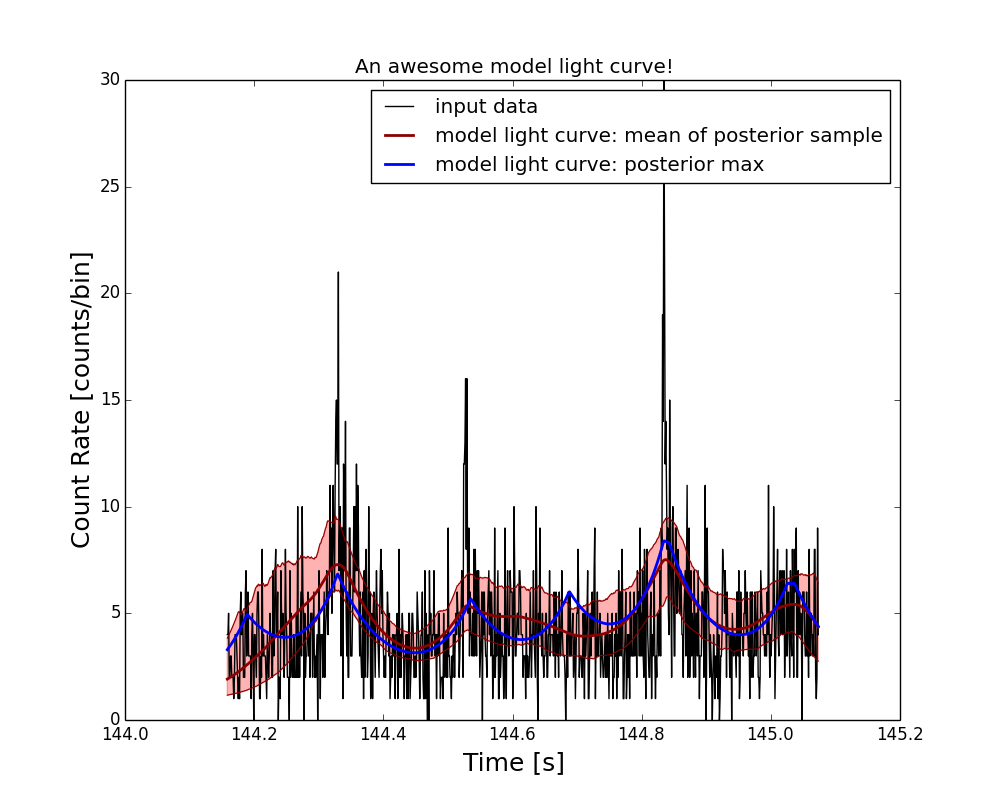 An awesome model light curve!
input data
model light curve: mean of posterior sample
model light curve: posterior max
Count Rate [counts/bin]
30
25
20
15
10
5
0
144.0 144.2 144.4 144.6 144.8 145.0 145.2
Time [s]